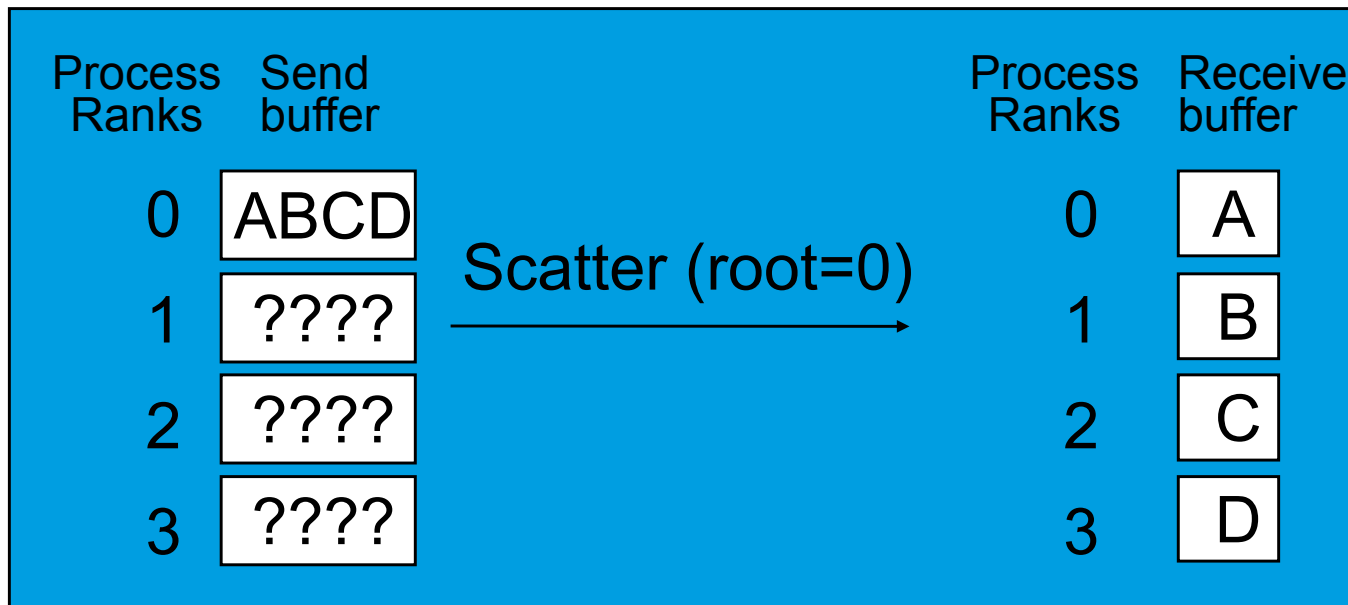 Process Send
Ranks buffer
Process Receive
Ranks buffer
0 ABCD
Scatter (root=0)
0 A
1 ????
1 B
2 ????
2 C
3 ????
3 D